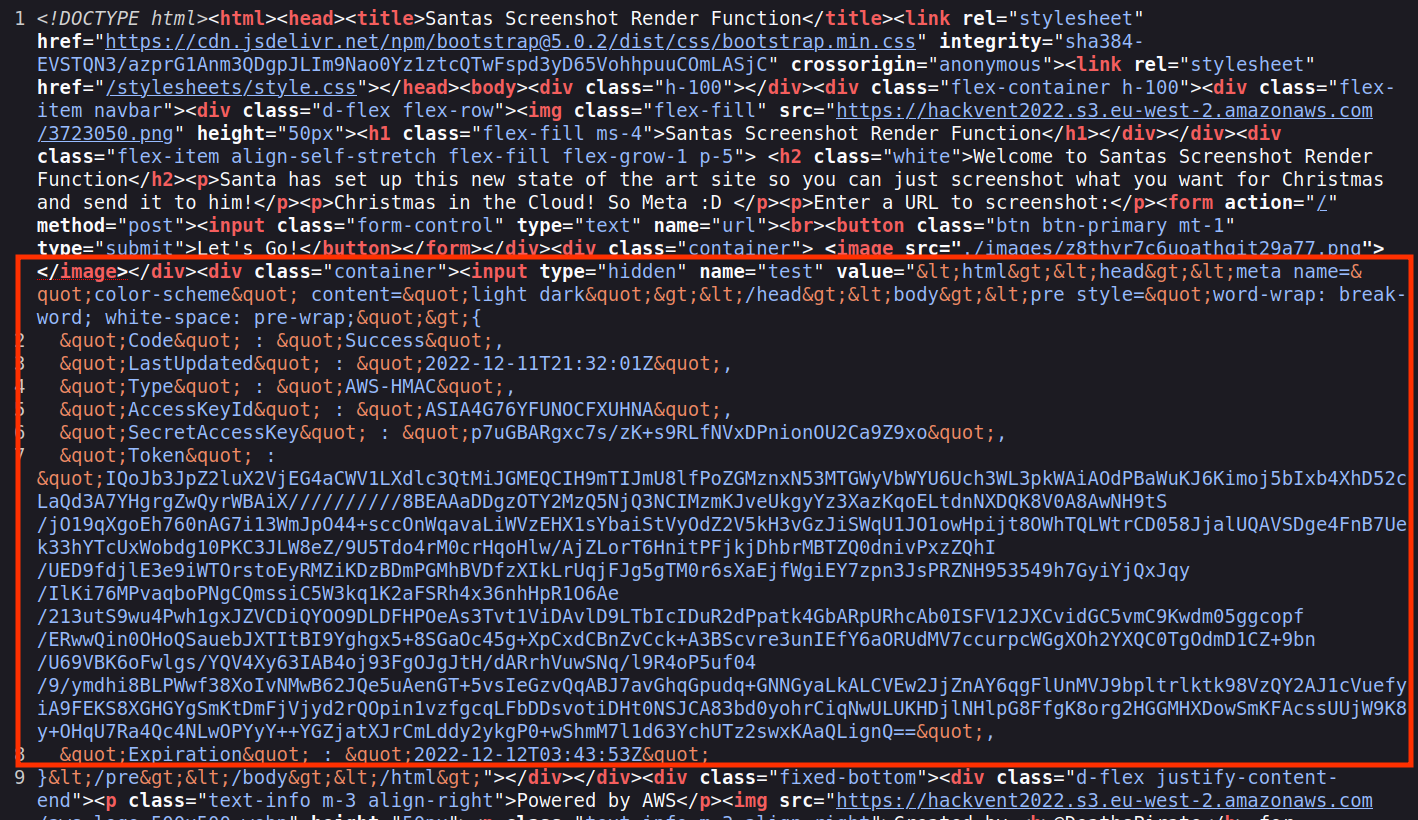 1 <!DOCTYPE html><html><head><title>Santas Screenshot Render Function</title><link rel="stylesheet"
href="https://cdn.jsdelivr.net/npm/bootstrap@5.0.2/dist/css/bootstrap.min.css" integrity="sha384-
EVSTQN3/azprG1Anm3QDgpJLIm9Nao0Yz1ztcQTwFspd3yD65VohhpuuCOmLASjC" crossorigin="anonymous"><link rel="stylesheet"
href="/stylesheets/style.css"></head><body><div class="h-100"></div><div class="flex-container h-100"><div class="flex-
item navbar"><div class="d-flex flex-row"><img class="flex-fill" src="https://hackvent2022.s3.eu-west-2.amazonaws.com
/3723050.png" height="50px"><h1 class="flex-fill ms-4">Santas Screenshot Render Function</h1></div></div><div
class="flex-item align-self-stretch flex-fill flex-grow-1 p-5"> <h2 class="white">Welcome to Santas Screenshot Render
Function</h2><p>Santa has set up this new state of the art site so you can just screenshot what you want for Christmas
and send it to him!</p><p>Christmas in the Cloud! So Meta :D </p><p>Enter a URL to screenshot:</p><form action="/"
method="post"><input class="form-control" type="text" name="url"><br><button class="btn btn-primary mt-1"
type="submit">Let's Go!</button></form></div><div class="container"> <image src="./images/z8thvr7c6uoathgit29a77.png">
</image></div><div class="container"><input type="hidden" name="test" value="&lt;html&gt;&lt;head&gt;&lt;meta name=&
quot;color-scheme&quot; content=&quot;light dark&quot;&gt;&lt;/head&gt;&lt;body&gt;&lt;pre style=&quot;word-wrap: break-
word; white-space: pre-wrap;&quot;&gt;{
2 &quot;Code&quot; : &quot;Success&quot;,
3 &quot;LastUpdated&quot; : &quot;2022-12-11T21:32:01Z&quot;,
4 &quot;Type&quot; : &quot;AWS-HMAC&quot;,
5 &quot;AccessKeyId&quot; : &quot;ASIA4G76YFUNOCFXUHNA&quot;,
6 &quot;SecretAccessKey&quot; : &quot;p7uGBARgxc7s/zK+s9RLfNVxDPnionOU2Ca9Z9xo&quot;,
7 &quot;Token&quot; :
&quot;IQoJb3JpZ2luX2VjEG4aCWV1LXdlc3QtMiJGMEQCIH9mTIJmU8lfPoZGMznxN53MTGWyVbWYU6Uch3WL3pkWAiAOdPBaWuKJ6Kimoj5bIxb4XhD52c
LaQd3A7YHgrgZwQyrWBAiX//////////8BEAAaDDgzOTY2MzQ5NjQ3NCIMzmKJveUkgyYz3XazKqoELtdnNXDQK8V0A8AwNH9tS
/jO19qXgoEh760nAG7i13WmJpO44+sccOnWqavaLiWVzEHX1sYbaiStVyOdZ2V5kH3vGzJiSWqU1JO1owHpijt8OWhTQLWtrCD058JjalUQAVSDge4FnB7Ue
k33hYTcUxWobdg10PKC3JLW8eZ/9U5Tdo4rM0crHqoHlw/AjZLorT6HnitPFjkjDhbrMBTZQ0dnivPxzZQhI
/UED9fdjlE3e9iWTOrstoEyRMZiKDzBDmPGMhBVDfzXIkLrUqjFJg5gTM0r6sXaEjfWgiEY7zpn3JsPRZNH953549h7GyiYjQxJqy
/IlKi76MPvaqboPNgCQmssiC5W3kq1K2aFSRh4x36nhHpR1O6Ae
/213utS9wu4Pwh1gxJZVCDiQYOO9DLDFHPOeAs3Tvt1ViDAvlD9LTbIcIDuR2dPpatk4GbARpURhcAb0ISFV12JXCvidGC5vmC9Kwdm05ggcopf
/ERwwQin0OHoQSauebJXTItBI9Yghgx5+8SGaOc45g+XpCxdCBnZvCck+A3BScvre3unIEfY6aORUdMV7ccurpcWGgXOh2YXQC0TgOdmD1CZ+9bn
/U69VBK6oFwlgs/YQV4Xy63IAB4oj93FgOJgJtH/dARrhVuwSNq/l9R4oP5uf04
/9/ymdhi8BLPWwf38XoIvNMwB62JQe5uAenGT+5vsIeGzvQqABJ7avGhqGpudq+GNNGyaLkALCVEw2JjZnAY6qgFlUnMVJ9bpltrlktk98VzQY2AJ1cVuefy
iA9FEKS8XGHGYgSmKtDmFjVjyd2rQOpin1vzfgcqLFbDDsvotiDHt0NSJCA83bd0yohrCiqNwULUKHDjlNHlpG8FfgK8org2HGGMHXDowSmKFAcssUUjW9K8
y+OHqU7Ra4Qc4NLwOPYyY++YGZjatXJrCmLddy2ykgP0+wShmM7l1d63YchUTz2swxKAaQLignQ==&quot;,
8 &quot;Expiration&quot; : &quot;2022-12-12T03:43:53Z&quot;
9 }&lt;/pre&gt;&lt;/body&gt;&lt;/html&gt;"></div></div><div class="fixed-bottom"><div class="d-flex justify-content-
end"><p class="text-info m-3 align-right">Powered by AWS</p><img src="https://hackvent2022.s3.eu-west-2.amazonaws.com